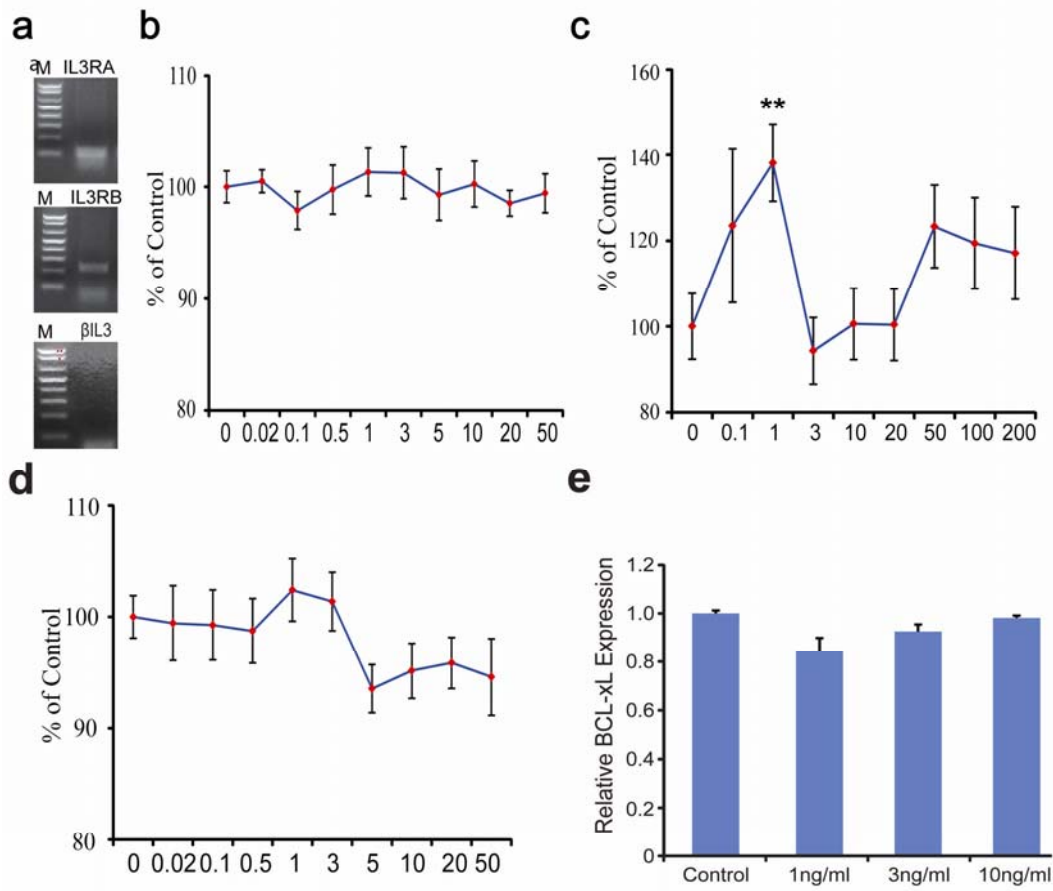 a
b
c
a
M IL3RA
M IL3RB
M βIL3
% of Control
110
100
90
80
0 0.02 0.1 0.5 1 3 5 10 20 50
% of Control
160
140
120
100
80
**
0 0.1 1 3 10 20 50 100 200
d
e
% of Control
110
100
90
80
0 0.02 0.1 0.5 1 3 5 10 20 50
Relative BCL-xL Expression
1.2
1.0
0.8
0.6
0.4
0.2
0
Control 1ng/ml 3ng/ml 10ng/ml